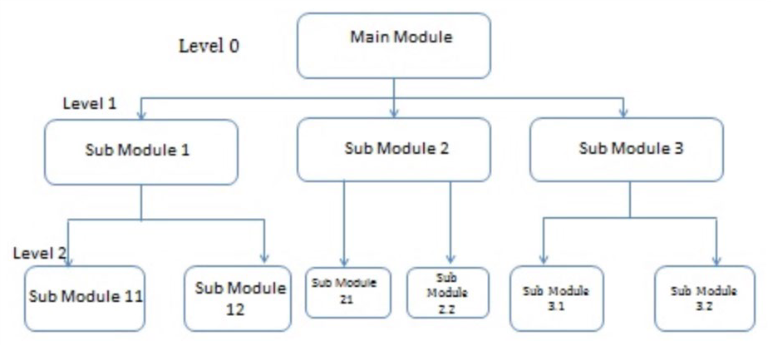 Level 0
Main Module
Level 1
Sub Module 1
Sub Module 2
Sub Module 3
Level 2
Sub Module 11
Sub Module
12
Sub Module
21
Sub
Module
2.2
Sub Module
3.1
Sub Module
3.2